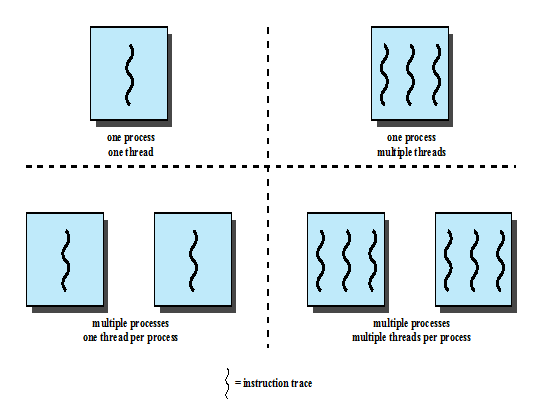 one process
one thread
one process
multiple threads
multiple processes
one thread per process
multiple processes
multiple threads per process
= instruction trace